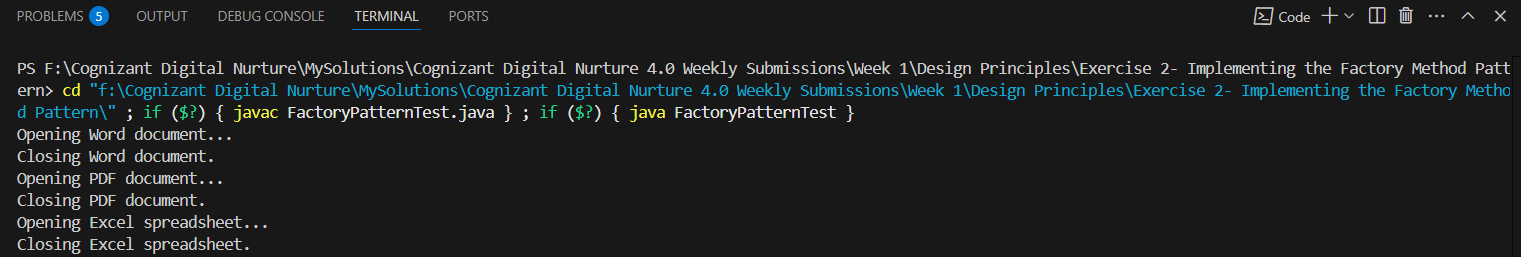 PROBLEMS 5 OUTPUT DEBUG CONSOLE TERMINAL PORTS Code
PS F:\Cognizant Digital Nurture\MySolutions\Cognizant Digital Nurture 4.0 Weekly Submissions\Week 1\Design Principles\Exercise 2- Implementing the Factory Method Patt
ern> cd "f:\Cognizant Digital Nurture\MySolutions\Cognizant Digital Nurture 4.0 Weekly Submissions\Week 1\Design Principles\Exercise 2- Implementing the Factory Metho
d Pattern\" ; if ($?) { javac FactoryPatternTest.java } ; if ($?) { java FactoryPatternTest }
Opening Word document...
Closing Word document.
Opening PDF document...
Closing PDF document.
Opening Excel spreadsheet...
Closing Excel spreadsheet.